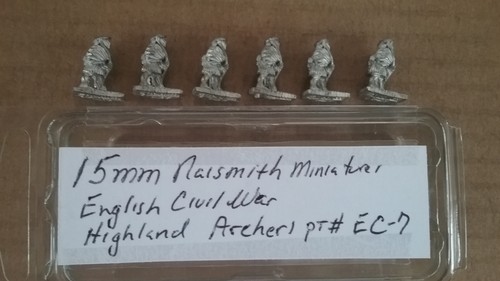 15mm Naismith Miniatures
English Civil War
Highland Archers pt# EC-7